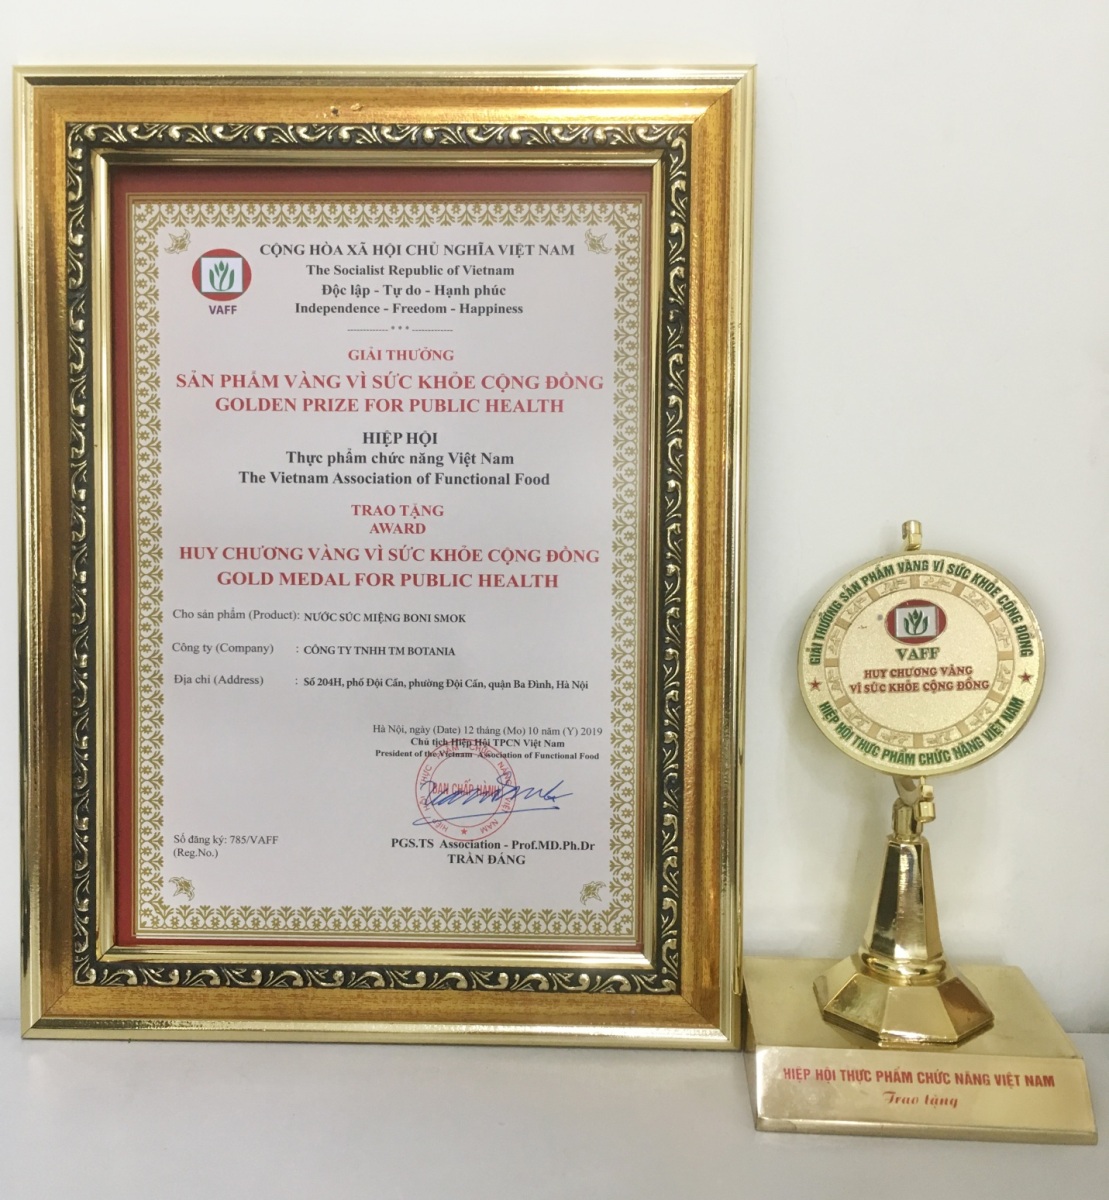 CỘNG HÒA XÃ HỘI CHỦ NGHĨA VIỆT NAM
The Socialist Republic of Vietnam
Độc lập - Tự do - Hạnh phúc
Independence - Freedom - Happiness
VAFF
GIẢI THƯỞNG
SẢN PHẨM VÀNG VÌ SỨC KHỎE CỘNG ĐỒNG
GOLDEN PRIZE FOR PUBLIC HEALTH
HIỆP HỘI
Thực phẩm chức năng Việt Nam
The Vietnam Association of Functional Food
TRAO TẶNG
AWARD
HUY CHƯƠNG VÀNG VÌ SỨC KHỎE CỘNG ĐỒNG
GOLD MEDAL FOR PUBLIC HEALTH
Cho sản phẩm (Product): NƯỚC SÚC MIỆNG BONI SMOK
Công ty (Company) : CÔNG TY TNHH TM BOTANIA
Địa chỉ (Address) : Số 204H, phố Đội Cấn, phường Đội Cấn, quận Ba Đình, Hà Nội
Hà Nội, ngày (Date) 12 tháng (Mo) 10 năm (Y) 2019
Chủ tịch Hiệp Hội TPCN Việt Nam
President of the Vietnam Association of Functional Food
BAN CHẤP HÀNH
Số đăng ký: 785/VAFF
(Reg.No.)
PGS.TS Association - Prof.MD.Ph.Dr
TRẦN ĐÁNG
GIẢI THƯỞNG SẢN PHẨM VÀNG VÌ SỨC KHỎE CỘNG ĐỒNG
VAFF
HUY CHƯƠNG VÀNG
VÌ SỨC KHỎE CỘNG ĐỒNG
HIỆP HỘI THỰC PHẨM CHỨC NĂNG VIỆT NAM
HIỆP HỘI THỰC PHẨM CHỨC NĂNG VIỆT NAM
Trao tặng